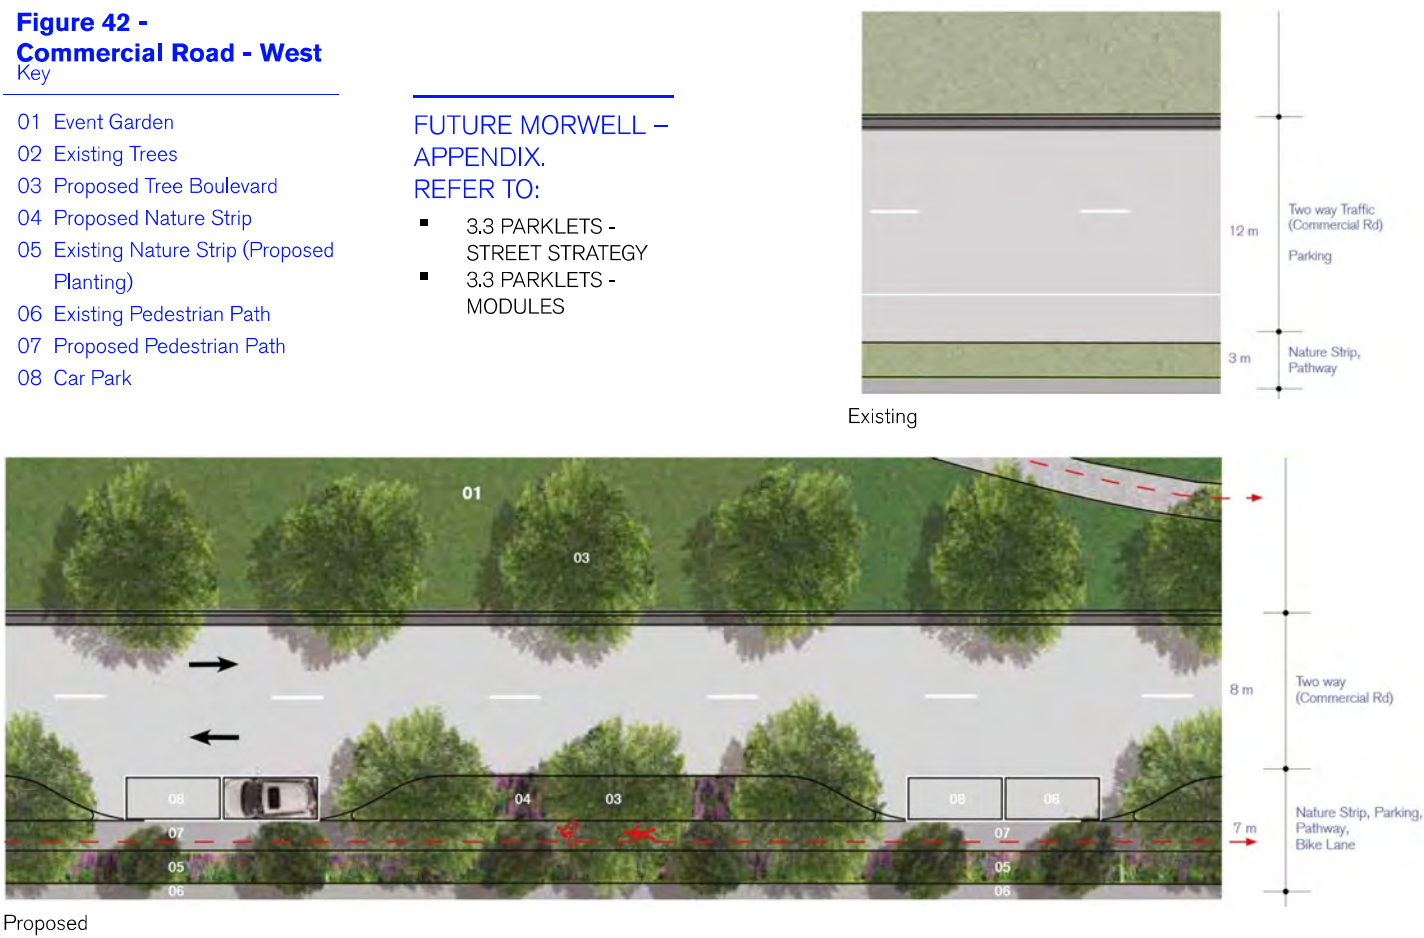 Figure 42 -
Commercial Road - West
Key
01 Event Garden
02 Existing Trees
03 Proposed Tree Boulevard
04 Proposed Nature Strip
05 Existing Nature Strip (Proposed
Planting)
06 Existing Pedestrian Path
07 Proposed Pedestrian Path
08 Car Park
FUTURE MORWELL –
APPENDIX.
REFER TO:
▪ 3.3 PARKLETS -
STREET STRATEGY
▪ 3.3 PARKLETS -
MODULES
12 m
Two way Traffic
(Commercial Rd)
Parking
3 m
Nature Strip,
Pathway
Existing
01
03
8 m
Two way
(Commercial Rd)
08
04
03
08
08
07
07
7 m
Nature Strip, Parking,
Pathway,
Bike Lane
05
05
06
06
Proposed